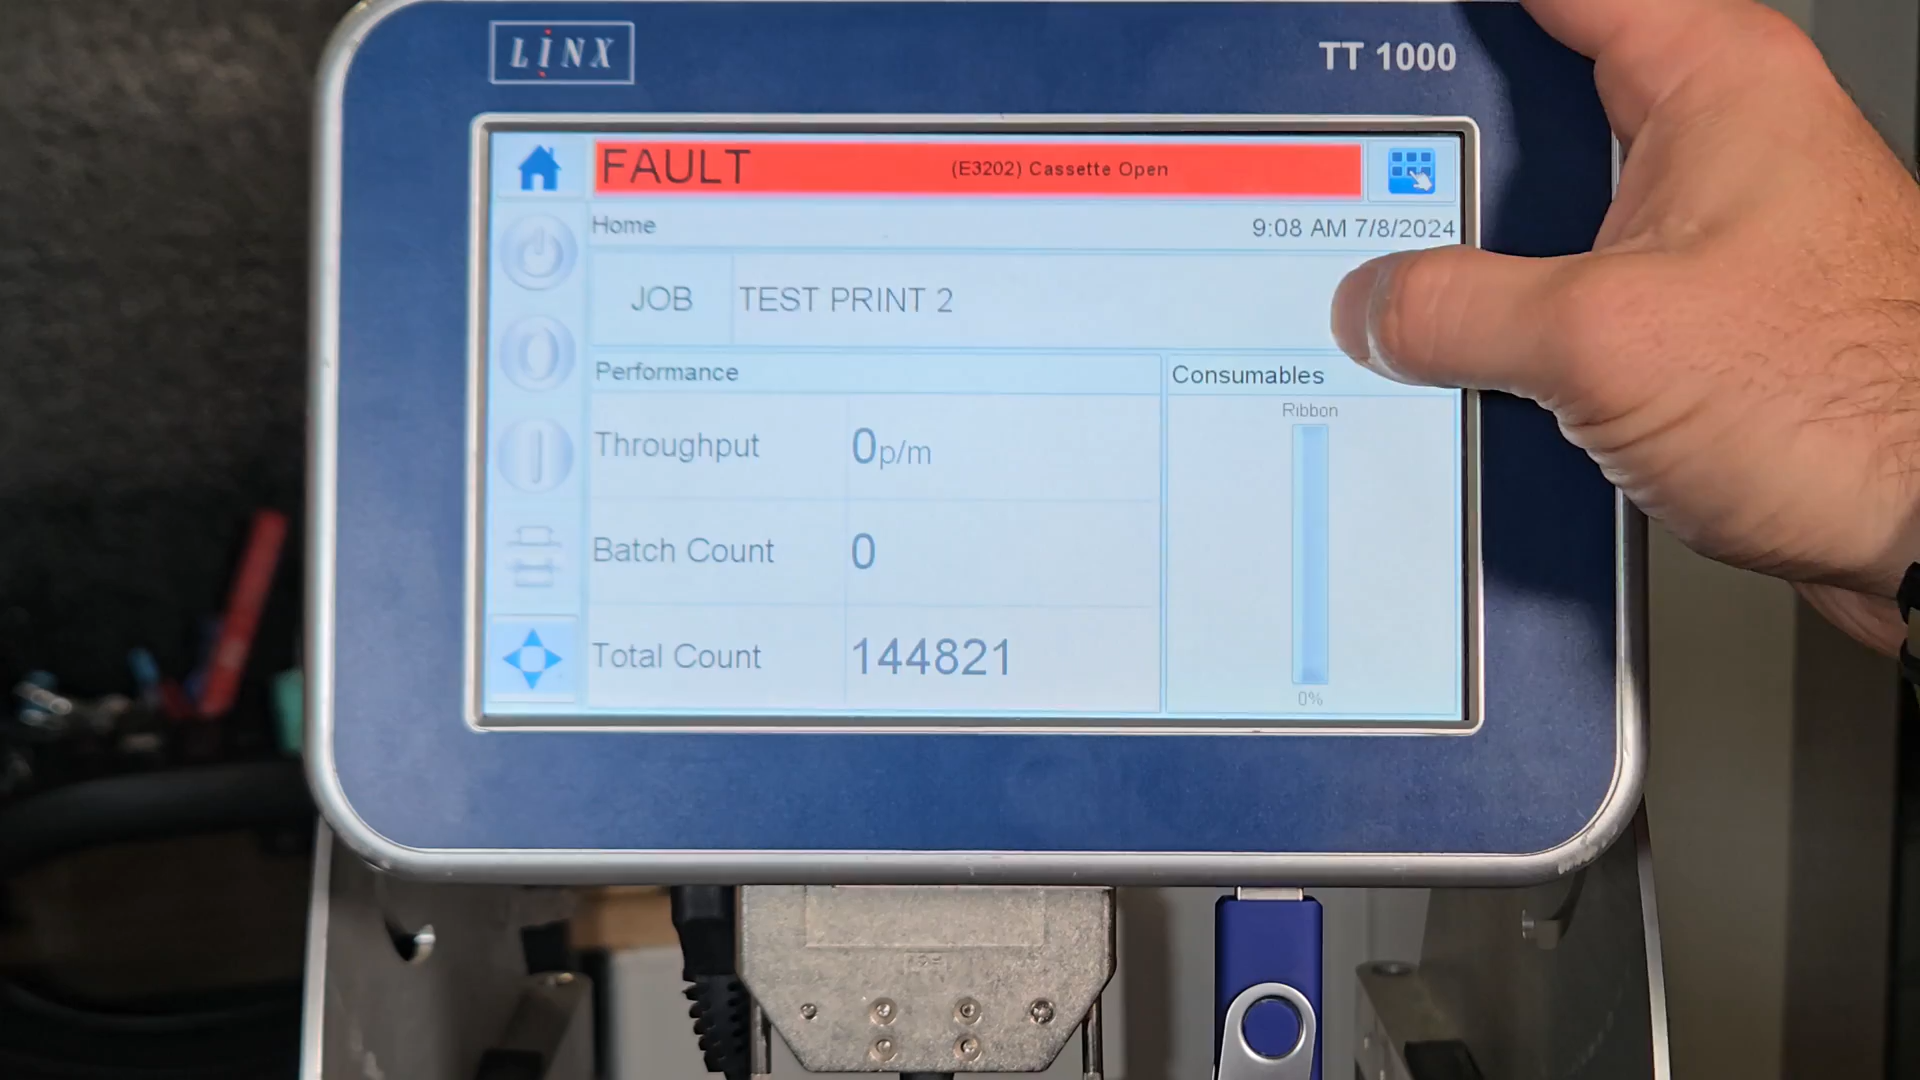 LINX
TT 1000
FAULT (E3202) Cassette Open
Home 9:08 AM 7/8/2024
JOB TEST PRINT 2
Performance
Consumables
Throughput 0p/m
Ribbon
Batch Count 0
Total Count 144821
0%